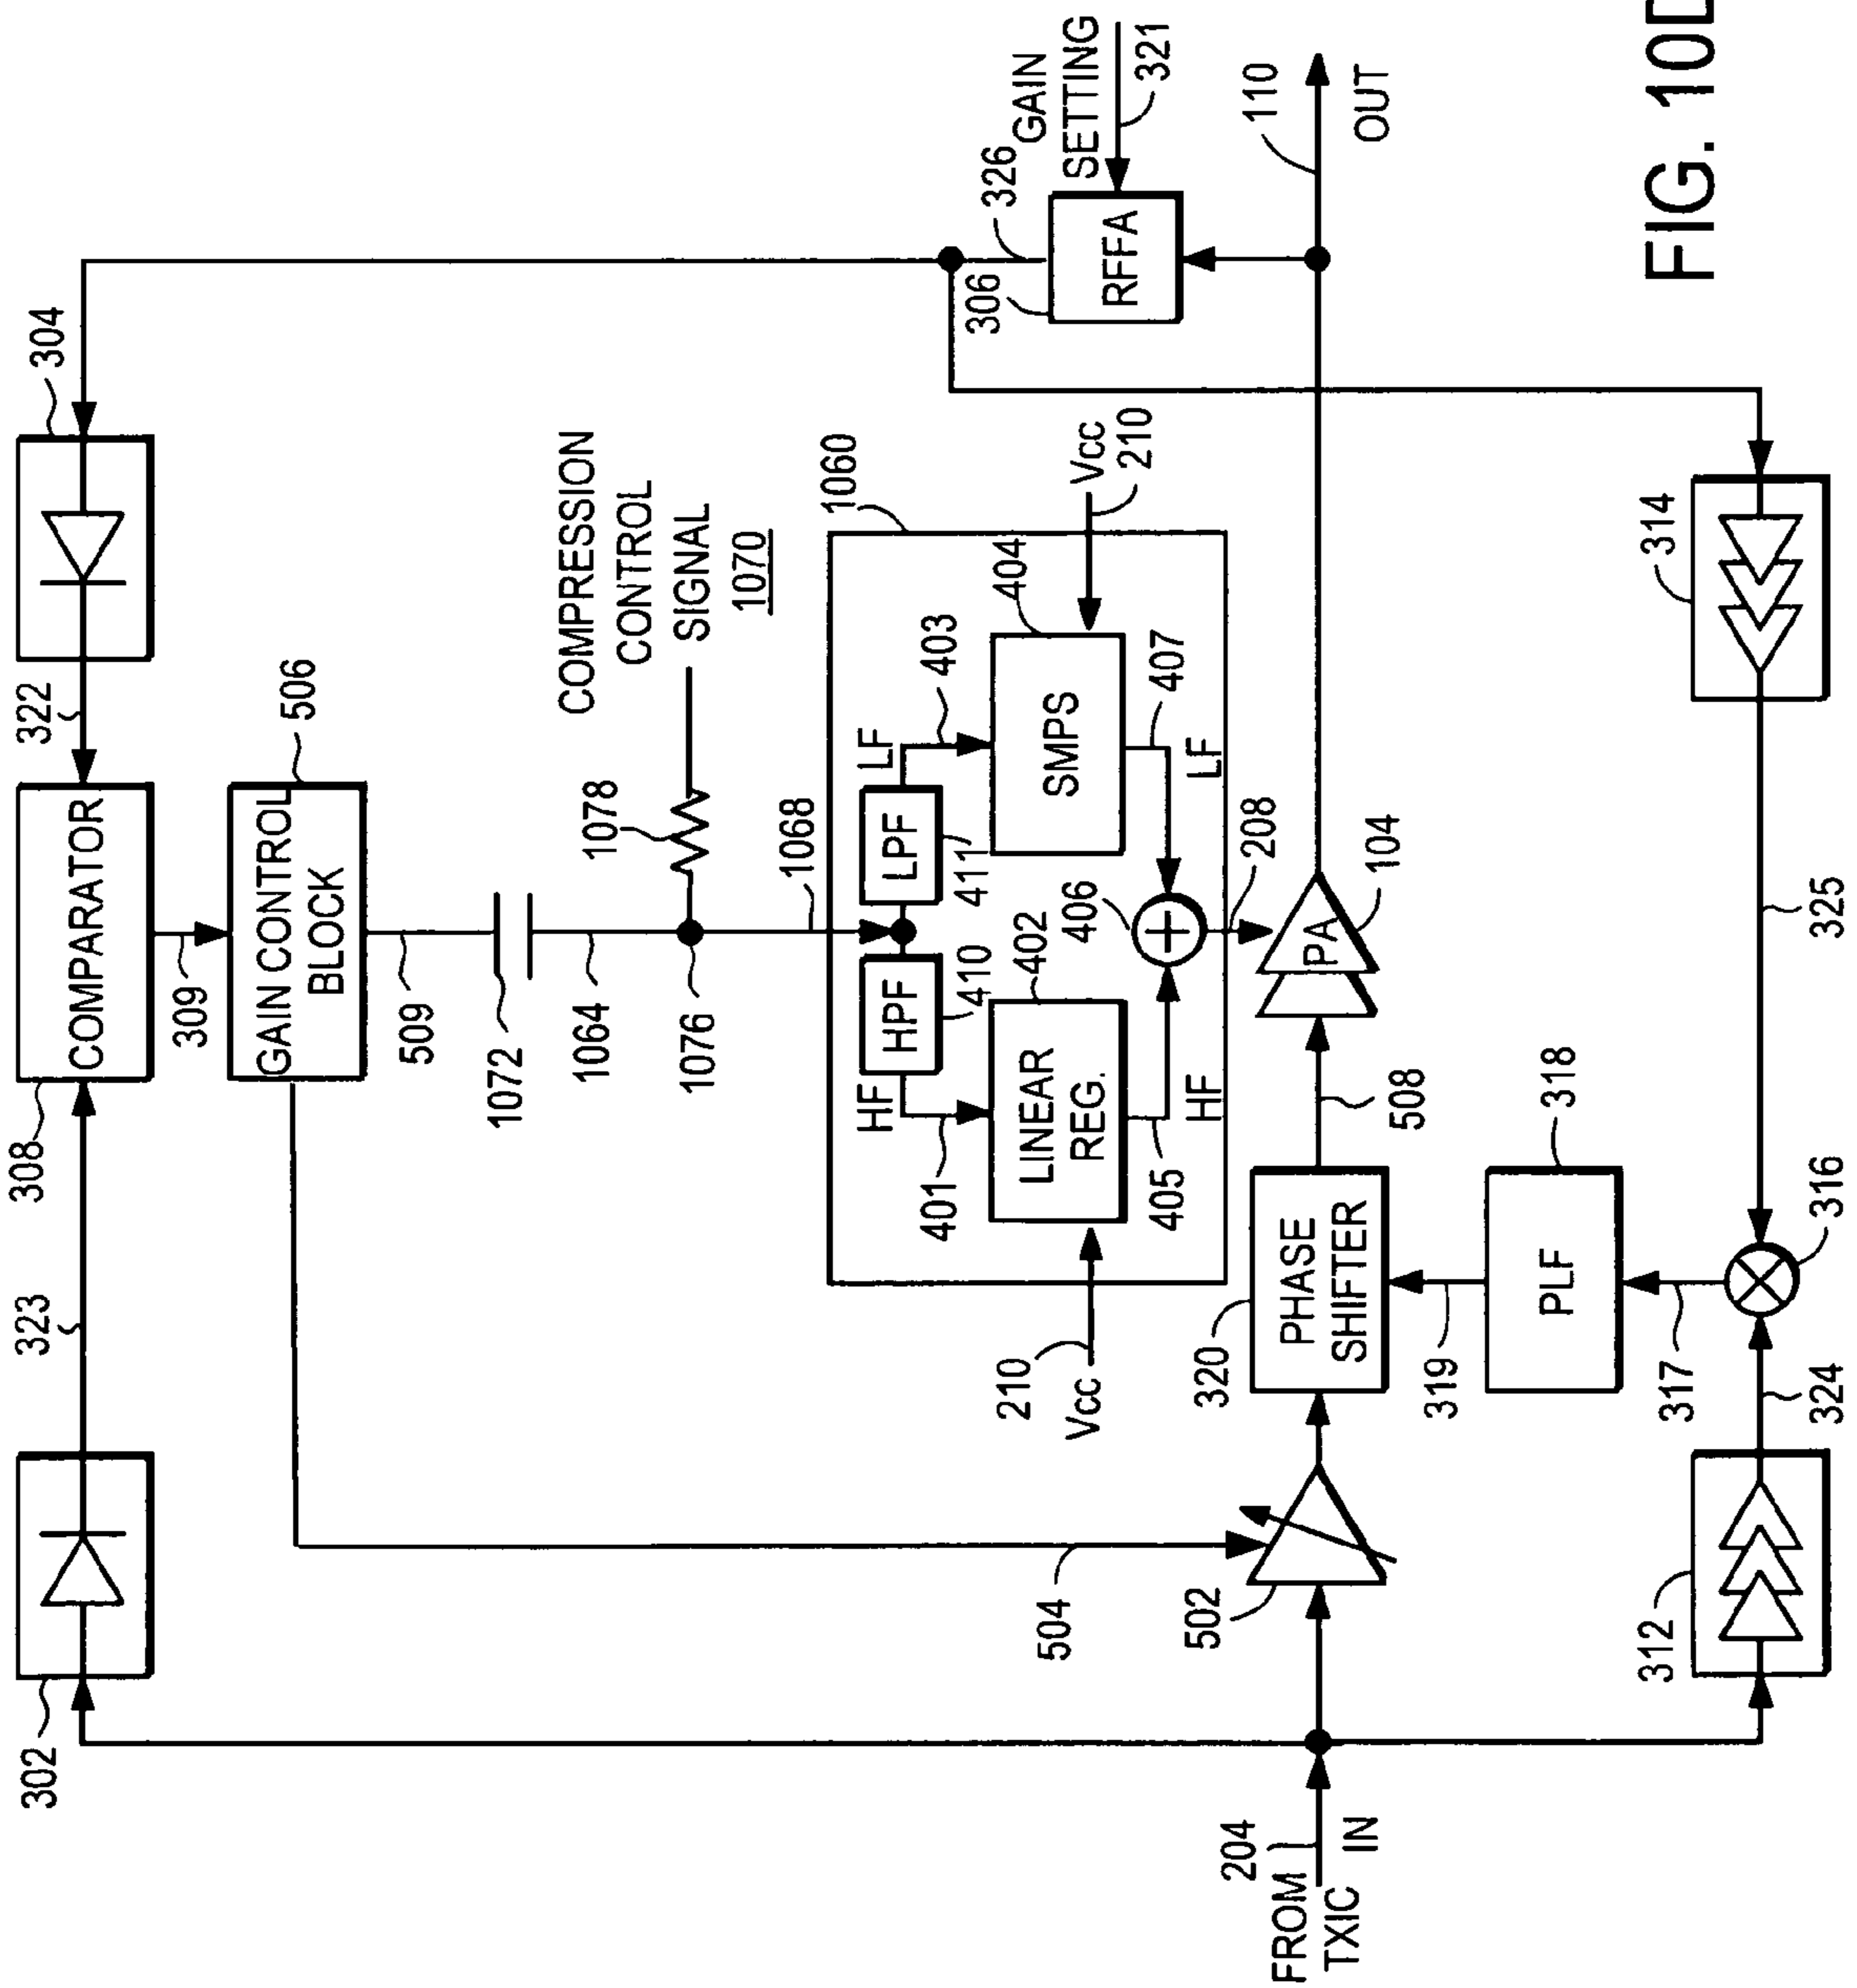 302
323
308
COMPARATOR
322
304
309
GAIN CONTROL
BLOCK
506
509
1072
1064
1076
1078
COMPRESSION
CONTROL
SIGNAL
1070
1068
1060
HF
HPF
410
LPF
411
LF
401
403
LINEAR
REG.
402
SMPS
404
210
Vcc
Vcc
210
405
HF
406
407
LF
208
504
502
204
FROM
TXIC
IN
320
PHASE
SHIFTER
508
PA
104
306
RFFA
326
GAIN
SETTING
321
110
OUT
319
PLF
318
317
316
312
324
325
314
FIG. 10D